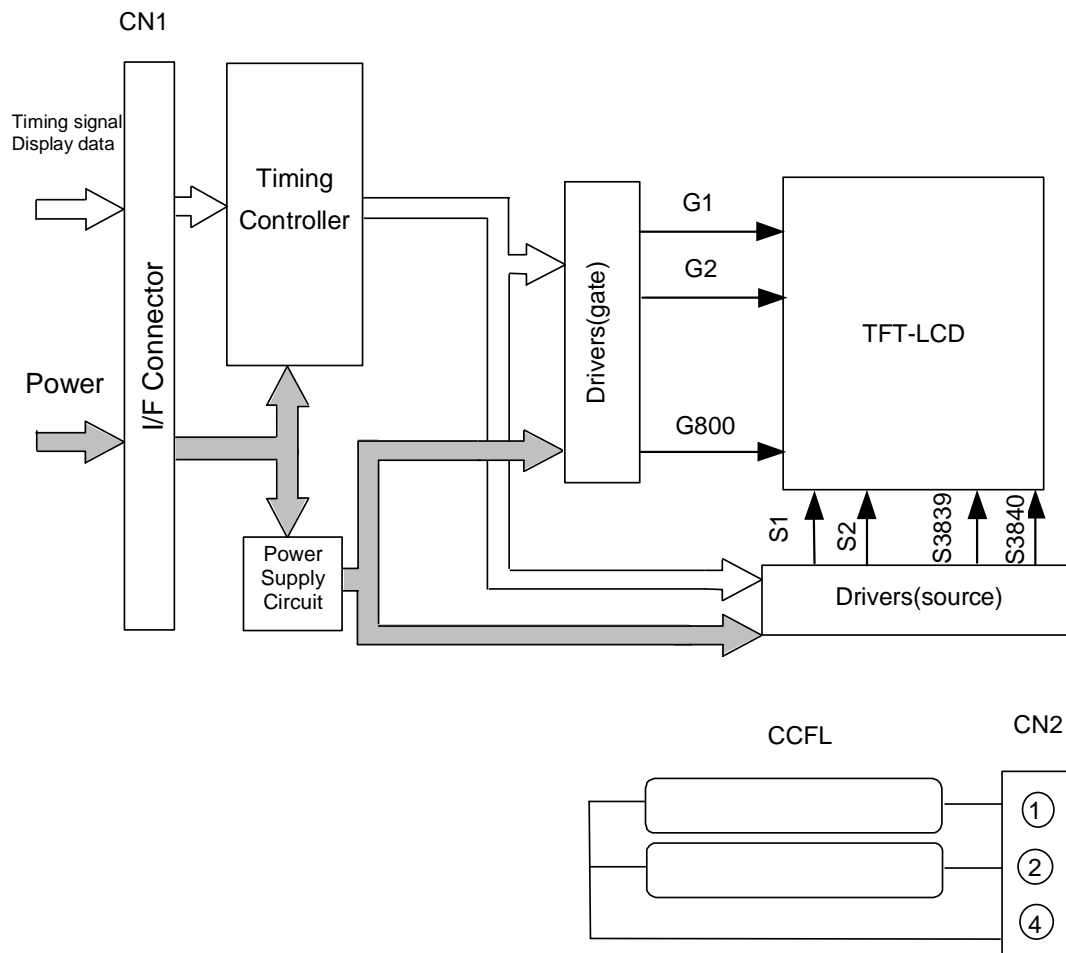 CN1
Timing signal
Display data
Power
I/F Connector
Timing
Controller
Power
Supply
Circuit
Drivers(gate)
G1
G2
G800
TFT-LCD
S1
S2
S3839
S3840
Drivers(source)
CCFL
CN2
1
2
4